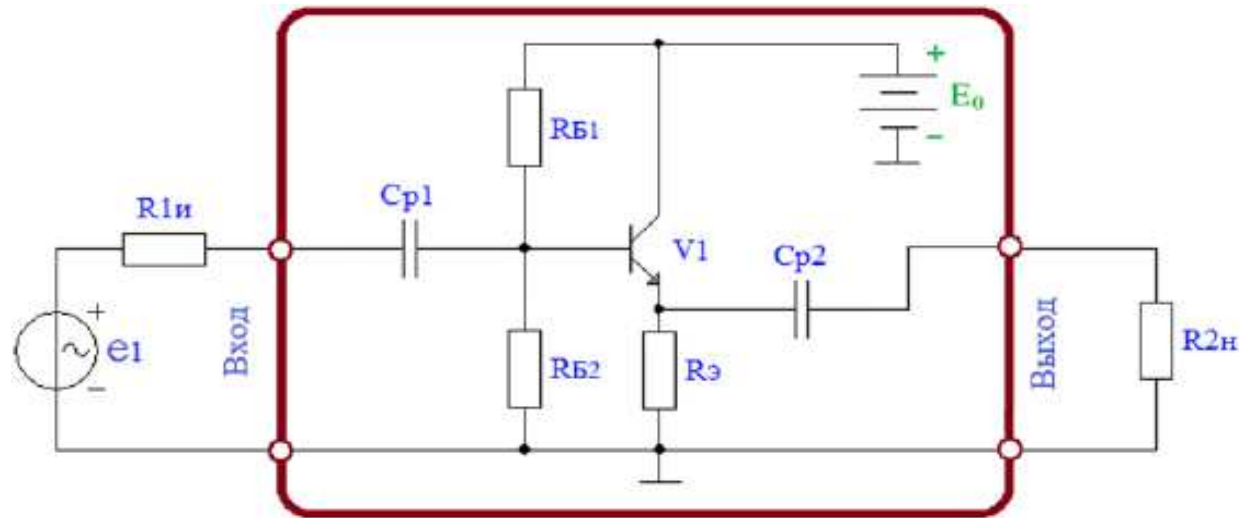 +
E₀
−
RБ1
Cp1
R1и
V1
Cp2
+
e1
−
Вход
RБ2
Rэ
Выход
R2н